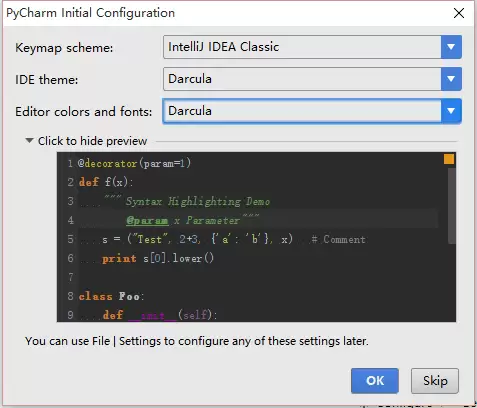 PyCharm Initial Configuration
Keymap scheme: IntelliJ IDEA Classic
IDE theme: Darcula
Editor colors and fonts: Darcula
Click to hide preview
1 @decorator(param=1)
2 def f(x):
3 """ Syntax Highlighting Demo
4 @param x Parameter"""
5 s = ("Test", 2+3, {'a': 'b'}, x) # Comment
6 print s[0].lower()
7
8 class Foo:
9 def (self):
You can use File | Settings to configure any of these settings later.
OK Skip